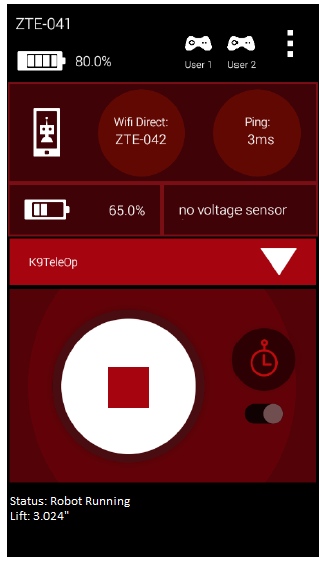 ZTE-041
80.0%
User 1
User 2
Wifi Direct:
ZTE-042
Ping:
3ms
65.0%
no voltage sensor
K9TeleOp
Status: Robot Running
Lift: 3.024"